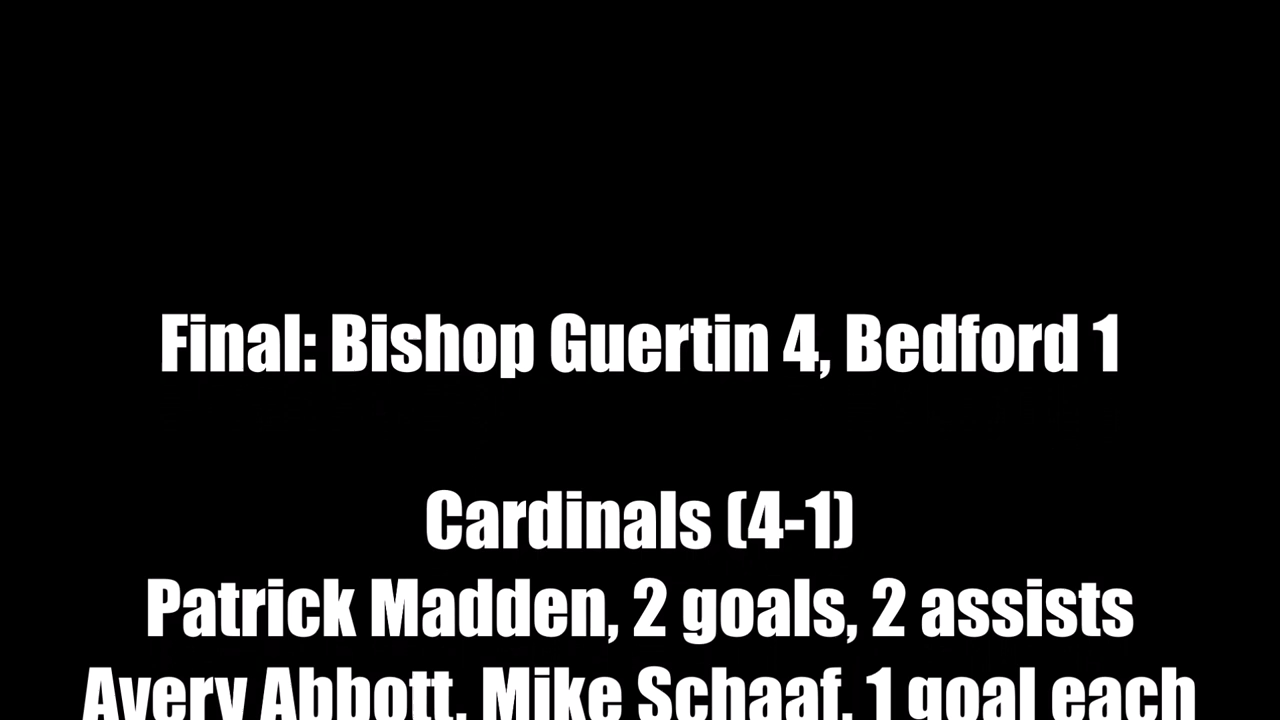 Final: Bishop Guertin 4, Bedford 1
Cardinals (4-1)
Patrick Madden, 2 goals, 2 assists
Avery Abbott, Mike Schaaf, 1 goal each